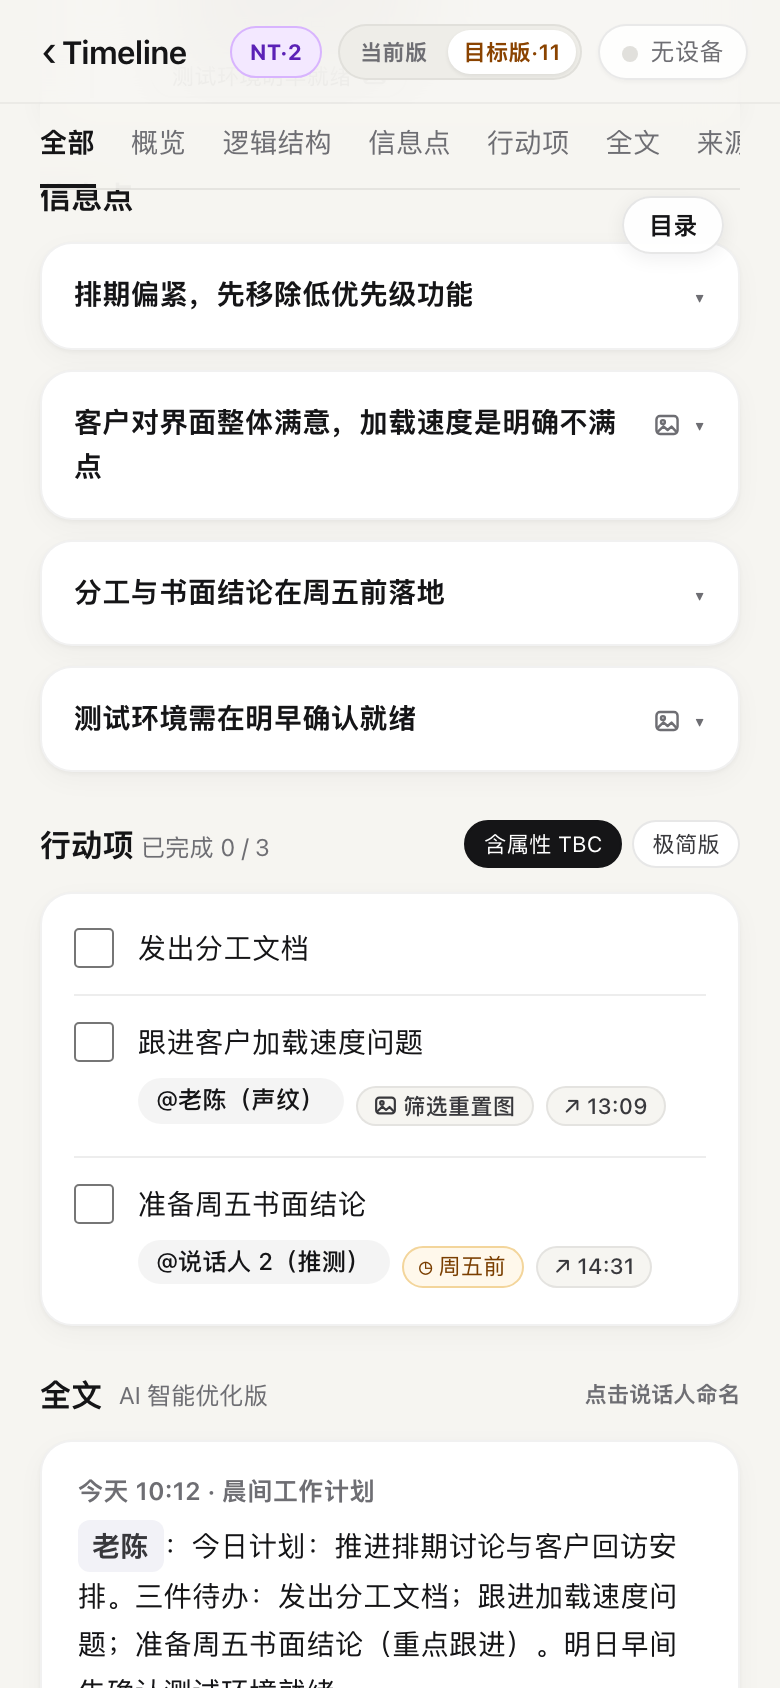 Timeline
NT·2
当前版
目标版·11
无设备
全部
概览
逻辑结构
信息点
行动项
全文
来源
信息点
目录
排期偏紧，先移除低优先级功能
客户对界面整体满意，加载速度是明确不满
点
分工与书面结论在周五前落地
测试环境需在明早确认就绪
行动项 已完成 0 / 3
含属性 TBC
极简版
发出分工文档
跟进客户加载速度问题
@老陈（声纹）
筛选重置图
↗ 13:09
准备周五书面结论
@说话人 2（推测）
周五前
↗ 14:31
全文 AI 智能优化版
点击说话人命名
今天 10:12 · 晨间工作计划
老陈：今日计划：推进排期讨论与客户回访安
排。三件待办：发出分工文档；跟进加载速度问
题；准备周五书面结论（重点跟进）。明日早间
先确认测试环境就绪